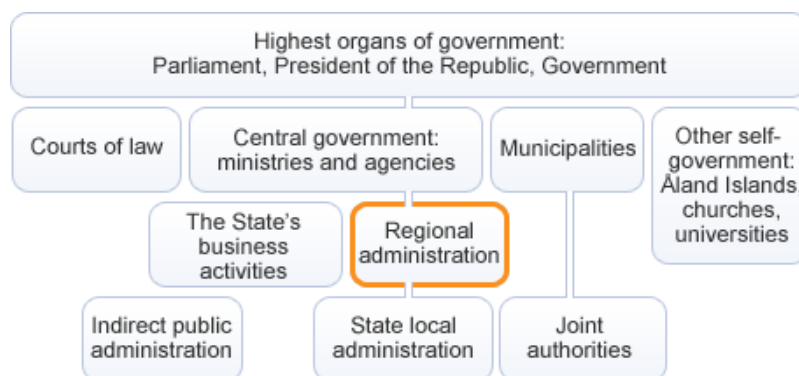 Highest organs of government:
Parliament, President of the Republic, Government
Courts of law
Central government:
ministries and agencies
Municipalities
Other self-
government:
Åland Islands,
churches,
universities
The State's
business
activities
Regional
administration
Indirect public
administration
State local
administration
Joint
authorities